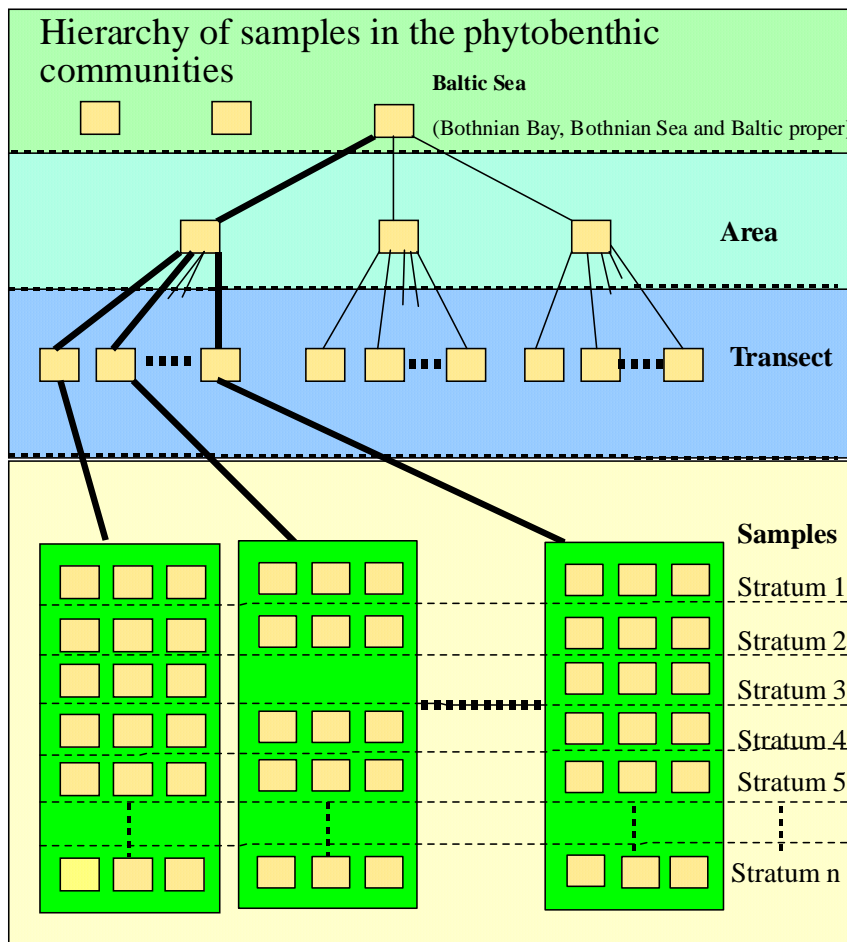 Hierarchy of samples in the phytobenthic
communities
Baltic Sea
(Bothnian Bay, Bothnian Sea and Baltic proper)
Area
Transect
Samples
Stratum 1
Stratum 2
Stratum 3
Stratum 4
Stratum 5
Stratum n